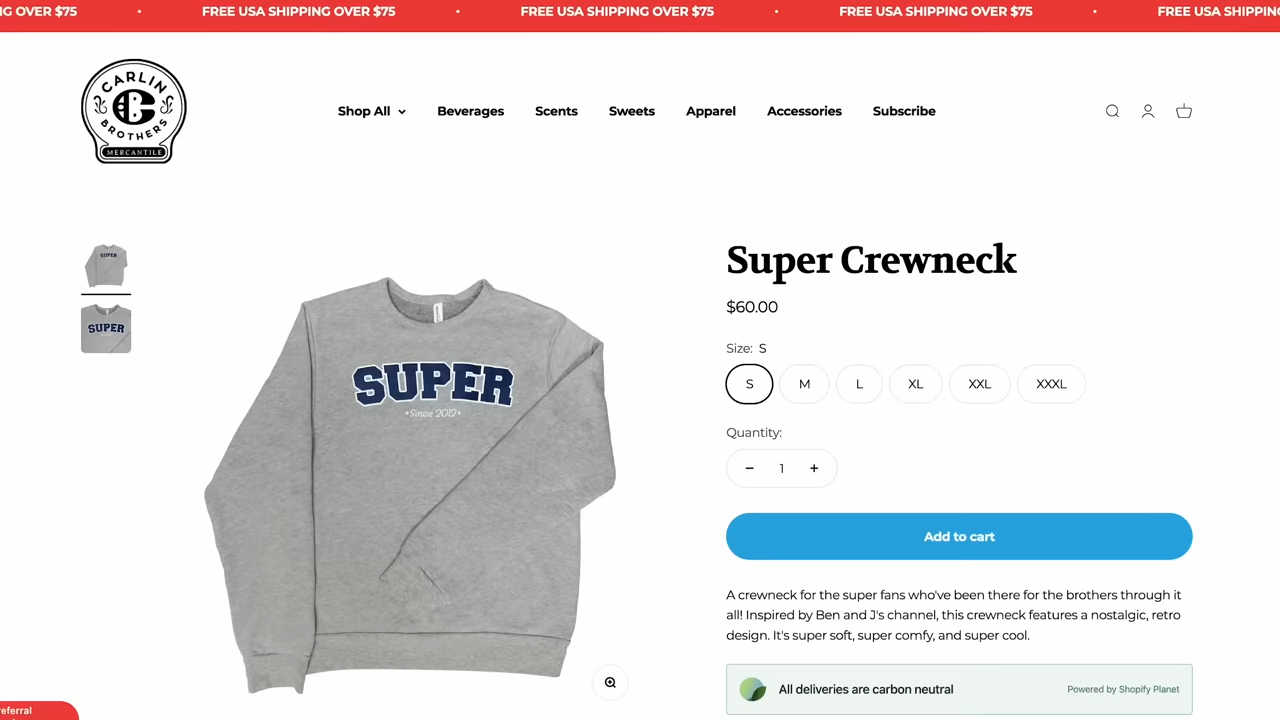 G OVER $75 • FREE USA SHIPPING OVER $75 • FREE USA SHIPPING OVER $75 • FREE USA SHIPPING OVER $75 • FREE USA SHIPPING
CARLIN
B
BROTHERS
MERCANTILE
Shop All Beverages Scents Sweets Apparel Accessories Subscribe
SUPER
SUPER
SUPER
•Since 2012•
Super Crewneck
$60.00
Size: S
S M L XL XXL XXXL
Quantity:
− 1 +
Add to cart
A crewneck for the super fans who've been there for the brothers through it
all! Inspired by Ben and J's channel, this crewneck features a nostalgic, retro
design. It's super soft, super comfy, and super cool.
All deliveries are carbon neutral Powered by Shopify Planet
referral